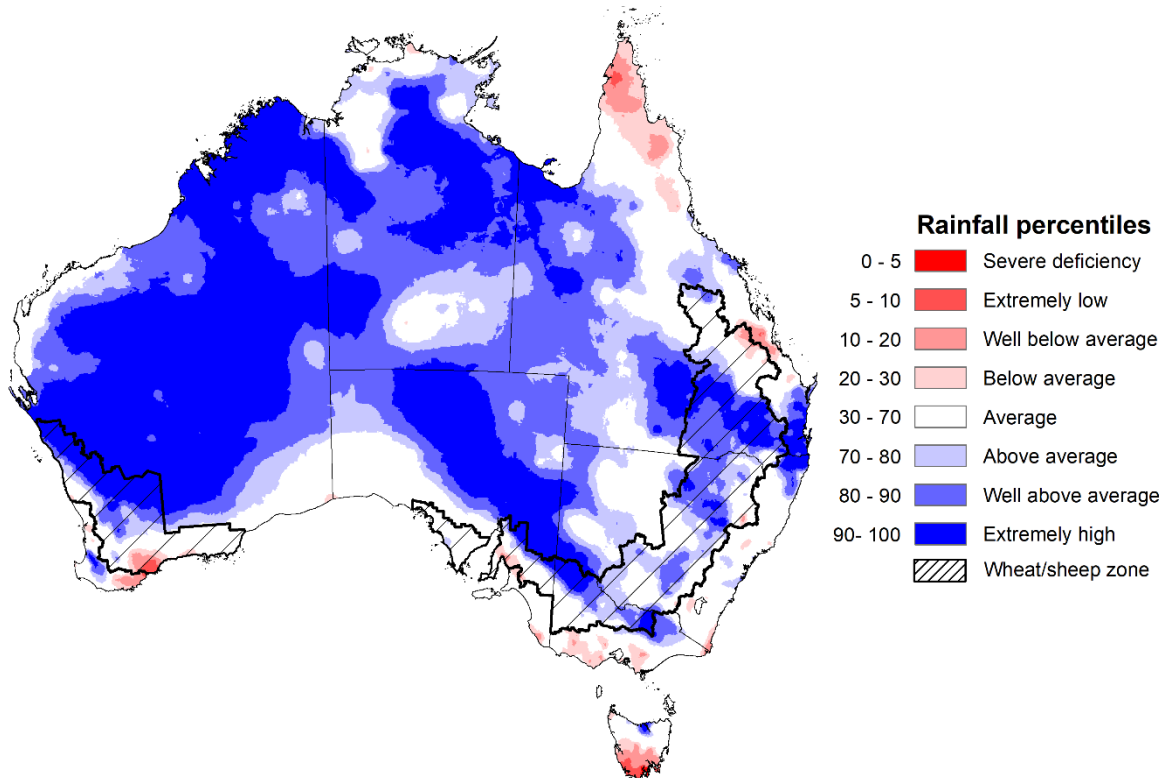 Rainfall percentiles
0 - 5 Severe deficiency
5 - 10 Extremely low
10 - 20 Well below average
20 - 30 Below average
30 - 70 Average
70 - 80 Above average
80 - 90 Well above average
90- 100 Extremely high
Wheat/sheep zone